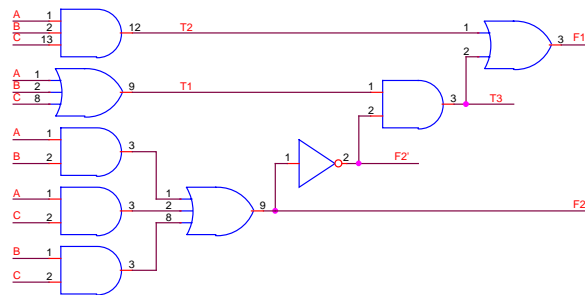 A 1
B 2 12 T2 1
C 13 3 F1
2
A 1
B 2 9 T1 1
C 8 3 T3
2
A 1
3
B 2 1 2 F2'
A 1 1
3 2 9 F2
C 2 8
B 1
3
C 2